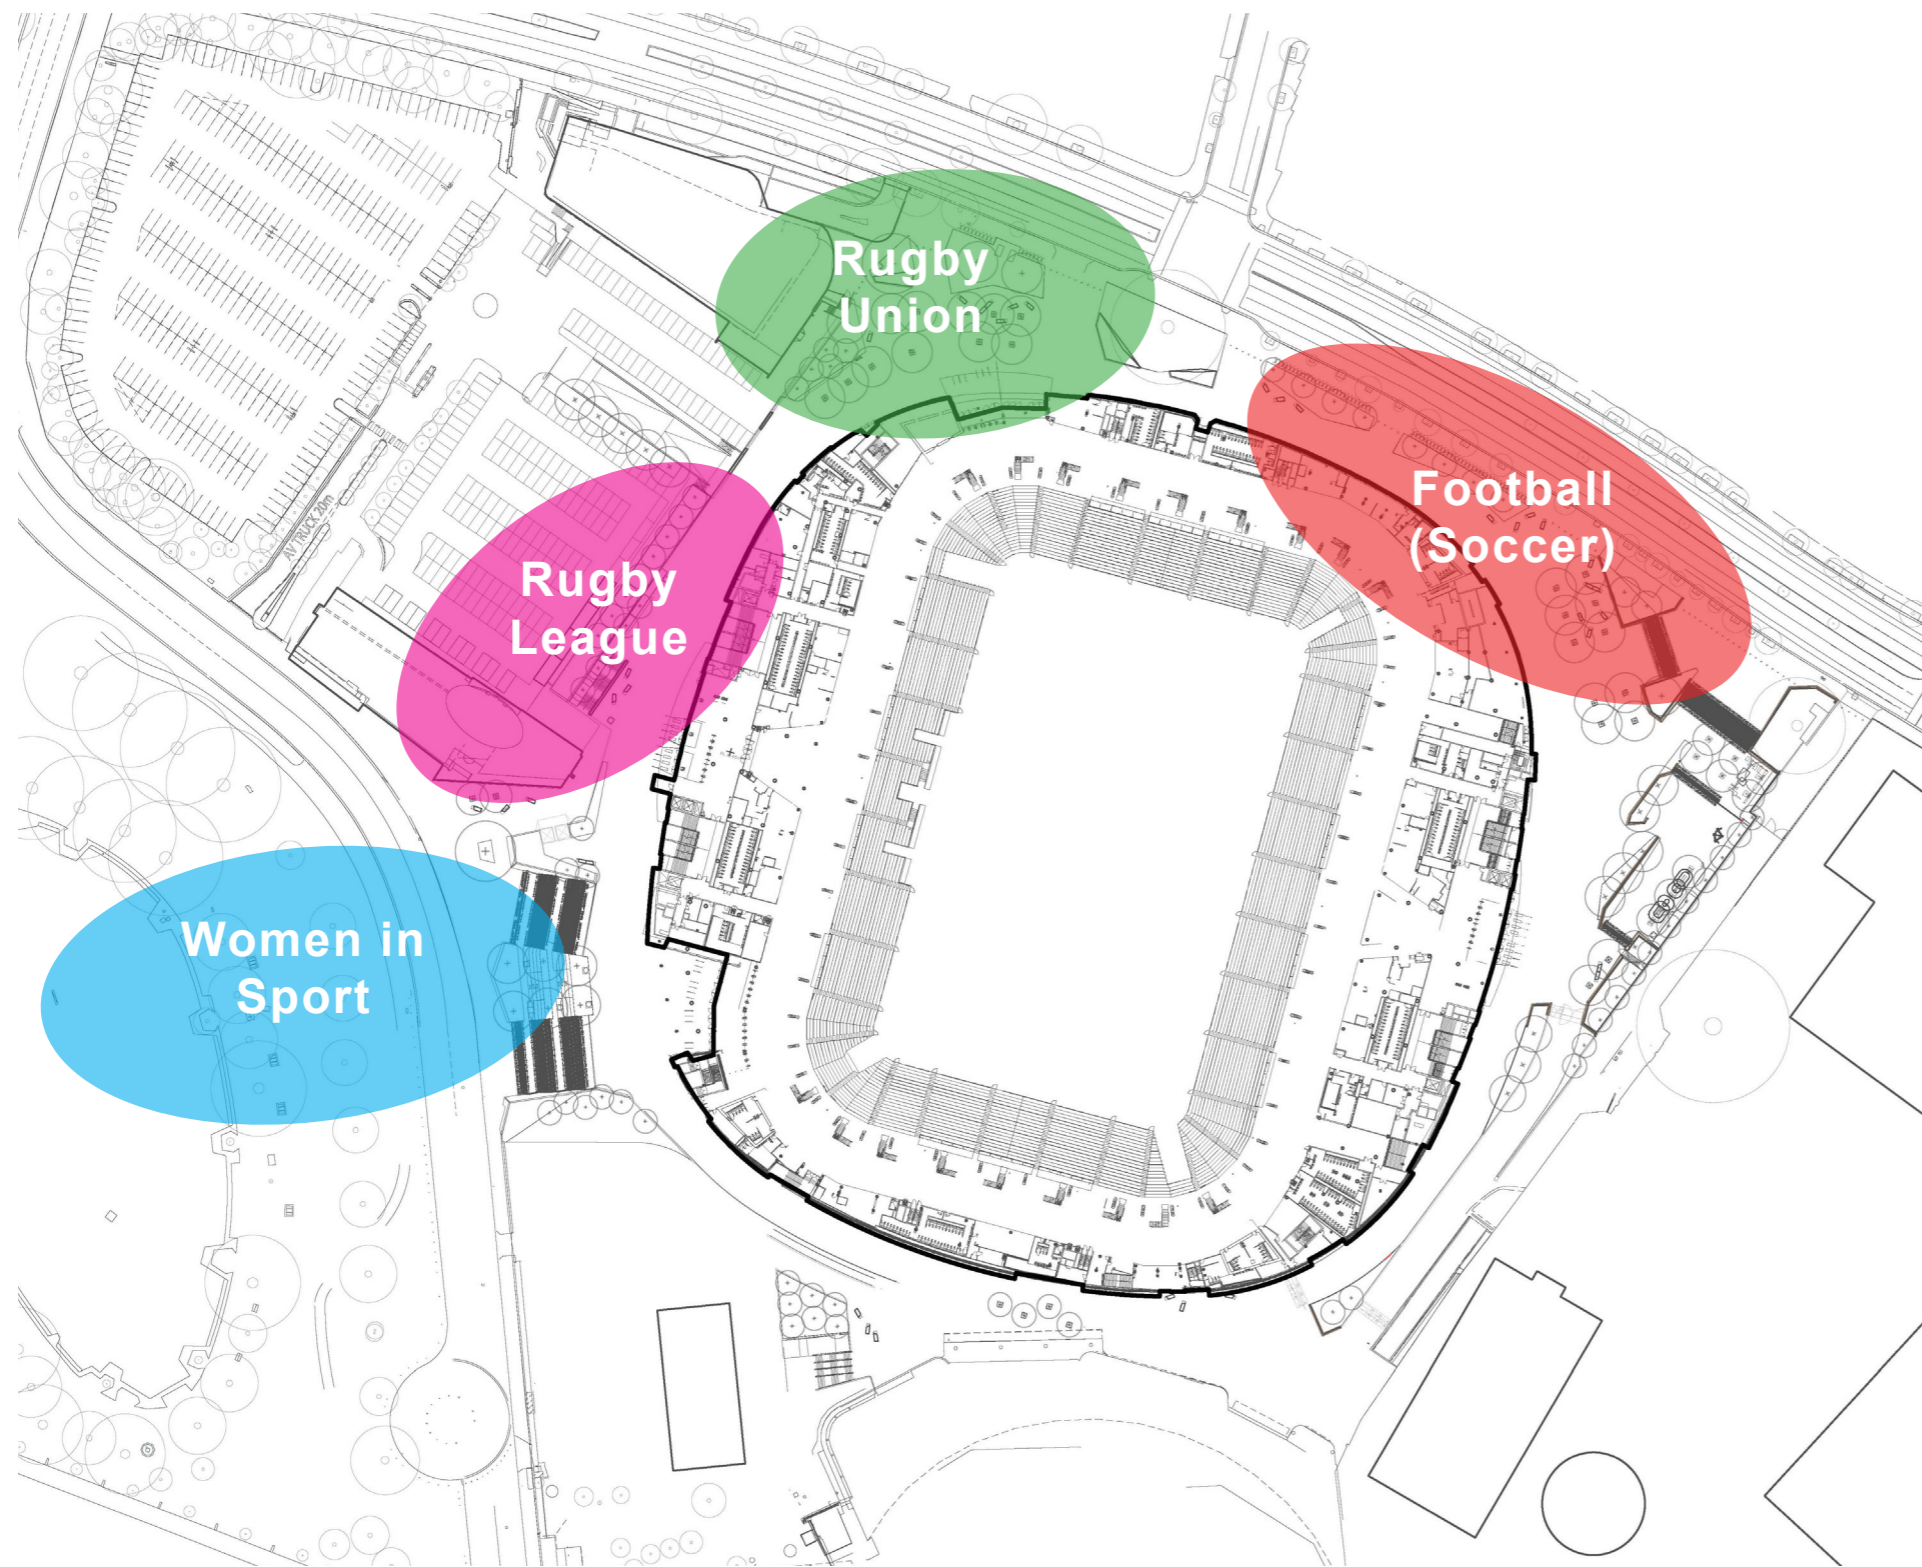 Rugby
Union
Football
(Soccer)
AV TRUCK 20m
Rugby
League
Women in
Sport